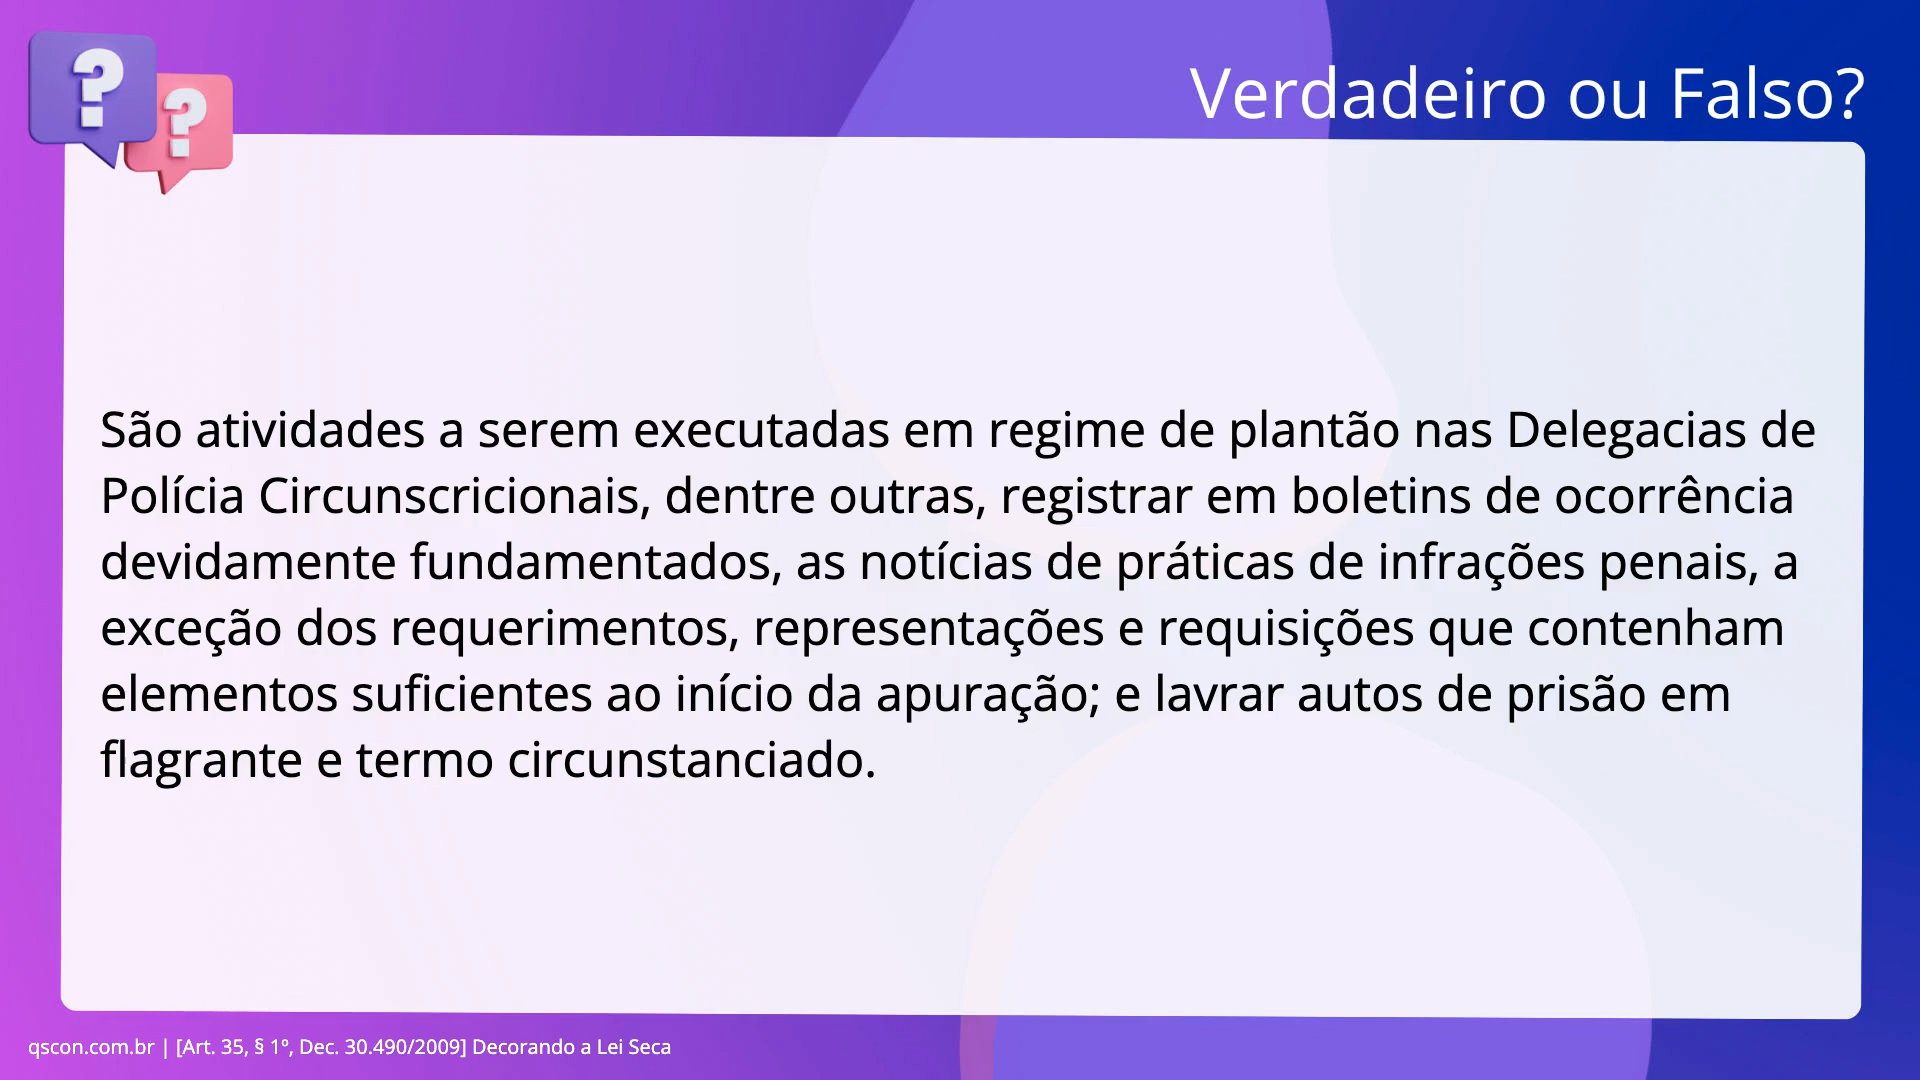 Verdadeiro ou Falso?
São atividades a serem executadas em regime de plantão nas Delegacias de
Polícia Circunscricionais, dentre outras, registrar em boletins de ocorrência
devidamente fundamentados, as notícias de práticas de infrações penais, a
exceção dos requerimentos, representações e requisições que contenham
elementos suficientes ao início da apuração; e lavrar autos de prisão em
flagrante e termo circunstanciado.
qscon.com.br | [Art. 35, § 1º, Dec. 30.490/2009] Decorando a Lei Seca